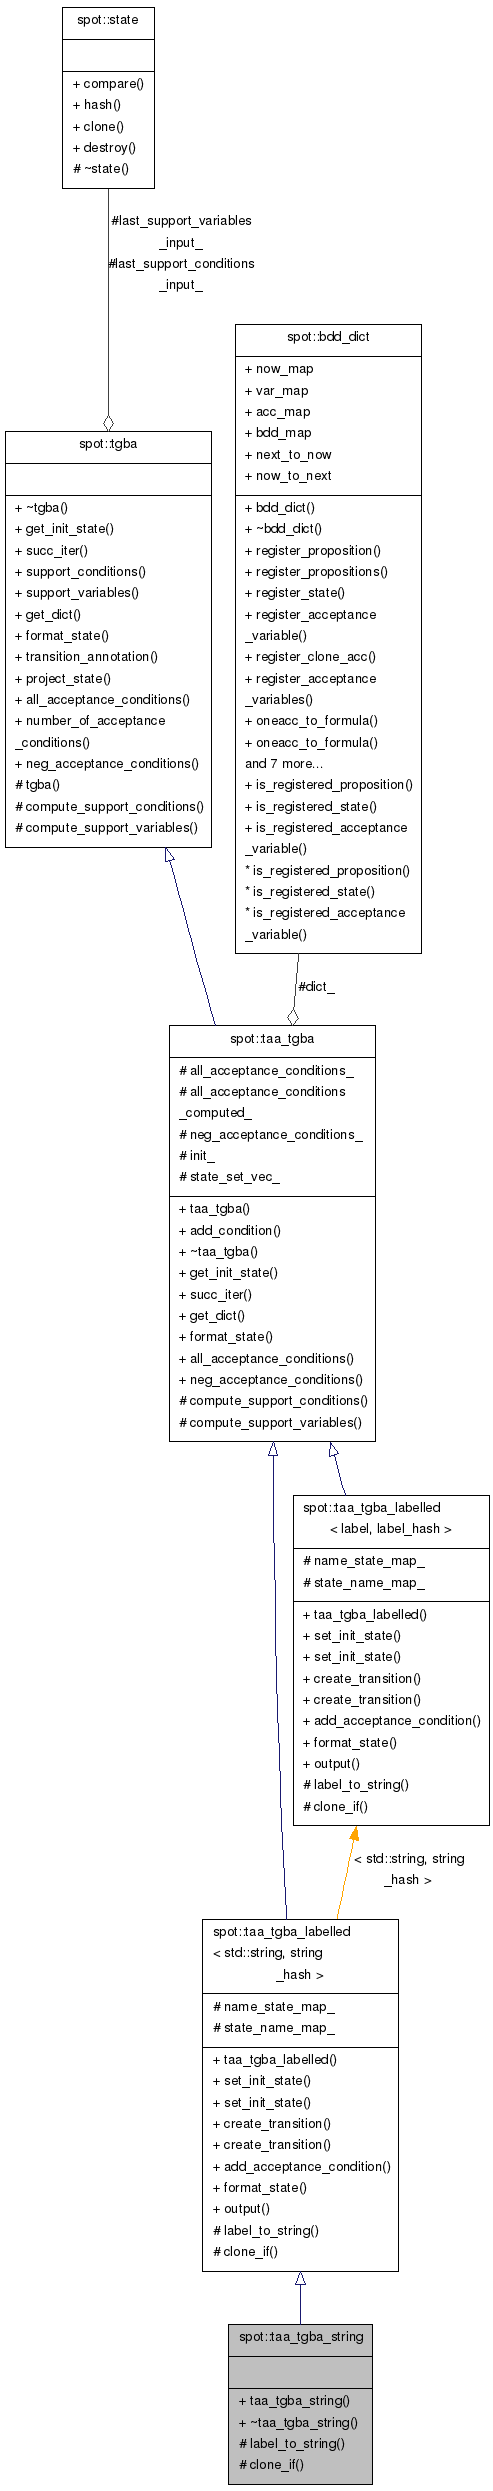 spot::state
+ compare()
+ hash()
+ clone()
+ destroy()
# ~state()
#last_support_variables
_input_
#last_support_conditions
_input_
spot::bdd_dict
+ now_map
+ var_map
+ acc_map
+ bdd_map
+ next_to_now
+ now_to_next
+ bdd_dict()
+ ~bdd_dict()
+ register_proposition()
+ register_propositions()
+ register_state()
+ register_acceptance
_variable()
+ register_clone_acc()
+ register_acceptance
_variables()
+ oneacc_to_formula()
+ oneacc_to_formula()
and 7 more...
+ is_registered_proposition()
+ is_registered_state()
+ is_registered_acceptance
_variable()
* is_registered_proposition()
* is_registered_state()
* is_registered_acceptance
_variable()
spot::tgba
+ ~tgba()
+ get_init_state()
+ succ_iter()
+ support_conditions()
+ support_variables()
+ get_dict()
+ format_state()
+ transition_annotation()
+ project_state()
+ all_acceptance_conditions()
+ number_of_acceptance
_conditions()
+ neg_acceptance_conditions()
# tgba()
# compute_support_conditions()
# compute_support_variables()
#dict_
spot::taa_tgba
# all_acceptance_conditions_
# all_acceptance_conditions
_computed_
# neg_acceptance_conditions_
# init_
# state_set_vec_
+ taa_tgba()
+ add_condition()
+ ~taa_tgba()
+ get_init_state()
+ succ_iter()
+ get_dict()
+ format_state()
+ all_acceptance_conditions()
+ neg_acceptance_conditions()
# compute_support_conditions()
# compute_support_variables()
spot::taa_tgba_labelled
< label, label_hash >
# name_state_map_
# state_name_map_
+ taa_tgba_labelled()
+ set_init_state()
+ set_init_state()
+ create_transition()
+ create_transition()
+ add_acceptance_condition()
+ format_state()
+ output()
# label_to_string()
# clone_if()
< std::string, string
_hash >
spot::taa_tgba_labelled
< std::string, string
_hash >
# name_state_map_
# state_name_map_
+ taa_tgba_labelled()
+ set_init_state()
+ set_init_state()
+ create_transition()
+ create_transition()
+ add_acceptance_condition()
+ format_state()
+ output()
# label_to_string()
# clone_if()
spot::taa_tgba_string
+ taa_tgba_string()
+ ~taa_tgba_string()
# label_to_string()
# clone_if()